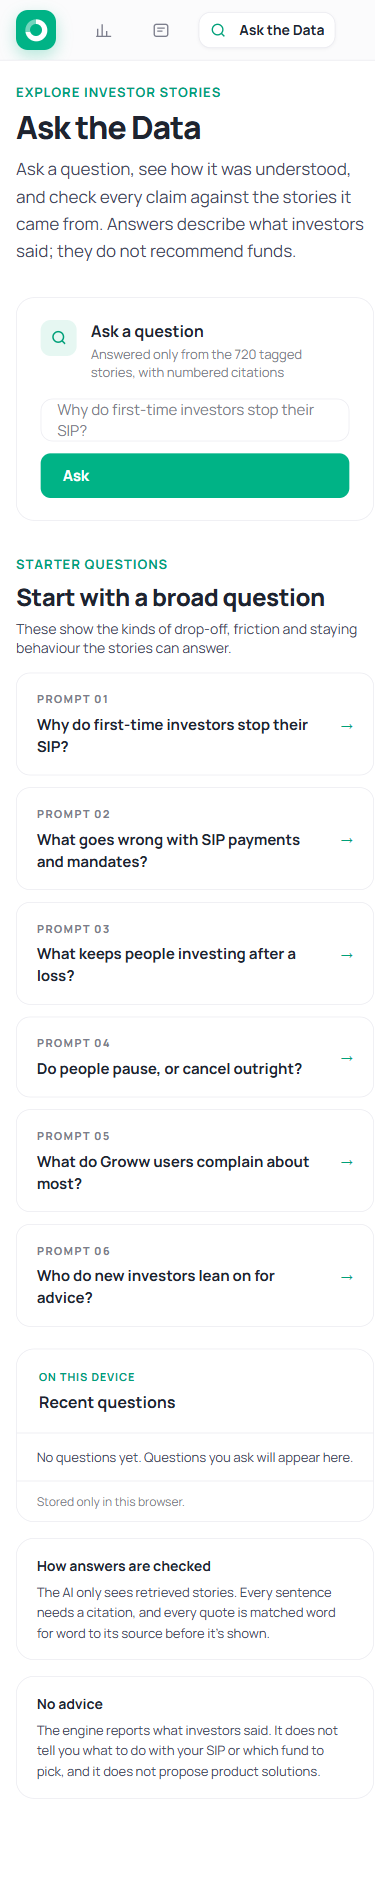 Ask the Data
EXPLORE INVESTOR STORIES
Ask the Data
Ask a question, see how it was understood,
and check every claim against the stories it
came from. Answers describe what investors
said; they do not recommend funds.
Ask a question
Answered only from the 720 tagged
stories, with numbered citations
Why do first-time investors stop their
SIP?
Ask
STARTER QUESTIONS
Start with a broad question
These show the kinds of drop-off, friction and staying
behaviour the stories can answer.
PROMPT 01
Why do first-time investors stop their
SIP?
→
PROMPT 02
What goes wrong with SIP payments
and mandates?
→
PROMPT 03
What keeps people investing after a
loss?
→
PROMPT 04
Do people pause, or cancel outright?
→
PROMPT 05
What do Groww users complain about
most?
→
PROMPT 06
Who do new investors lean on for
advice?
→
ON THIS DEVICE
Recent questions
No questions yet. Questions you ask will appear here.
Stored only in this browser.
How answers are checked
The AI only sees retrieved stories. Every sentence
needs a citation, and every quote is matched word
for word to its source before it's shown.
No advice
The engine reports what investors said. It does not
tell you what to do with your SIP or which fund to
pick, and it does not propose product solutions.